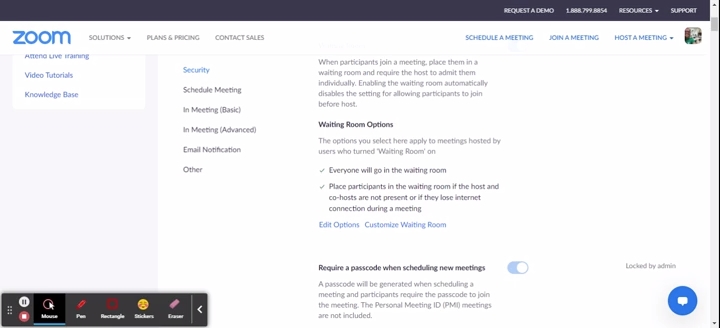 REQUEST A DEMO 1.888.799.8854 RESOURCES SUPPORT
zoom SOLUTIONS PLANS & PRICING CONTACT SALES SCHEDULE A MEETING JOIN A MEETING HOST A MEETING
Attend Live Training
Video Tutorials
Knowledge Base
Security
Schedule Meeting
In Meeting (Basic)
In Meeting (Advanced)
Email Notification
Other
When participants join a meeting, place them in a
waiting room and require the host to admit them
individually. Enabling the waiting room automatically
disables the setting for allowing participants to join
before host.
Waiting Room Options
The options you select here apply to meetings hosted by
users who turned 'Waiting Room' on
Everyone will go in the waiting room
Place participants in the waiting room if the host and
co-hosts are not present or if they lose internet
connection during a meeting
Edit Options Customize Waiting Room
Require a passcode when scheduling new meetings Locked by admin
A passcode will be generated when scheduling a
meeting and participants require the passcode to join
the meeting. The Personal Meeting ID (PMI) meetings
are not included.
Mouse Pen Rectangle Stickers Eraser